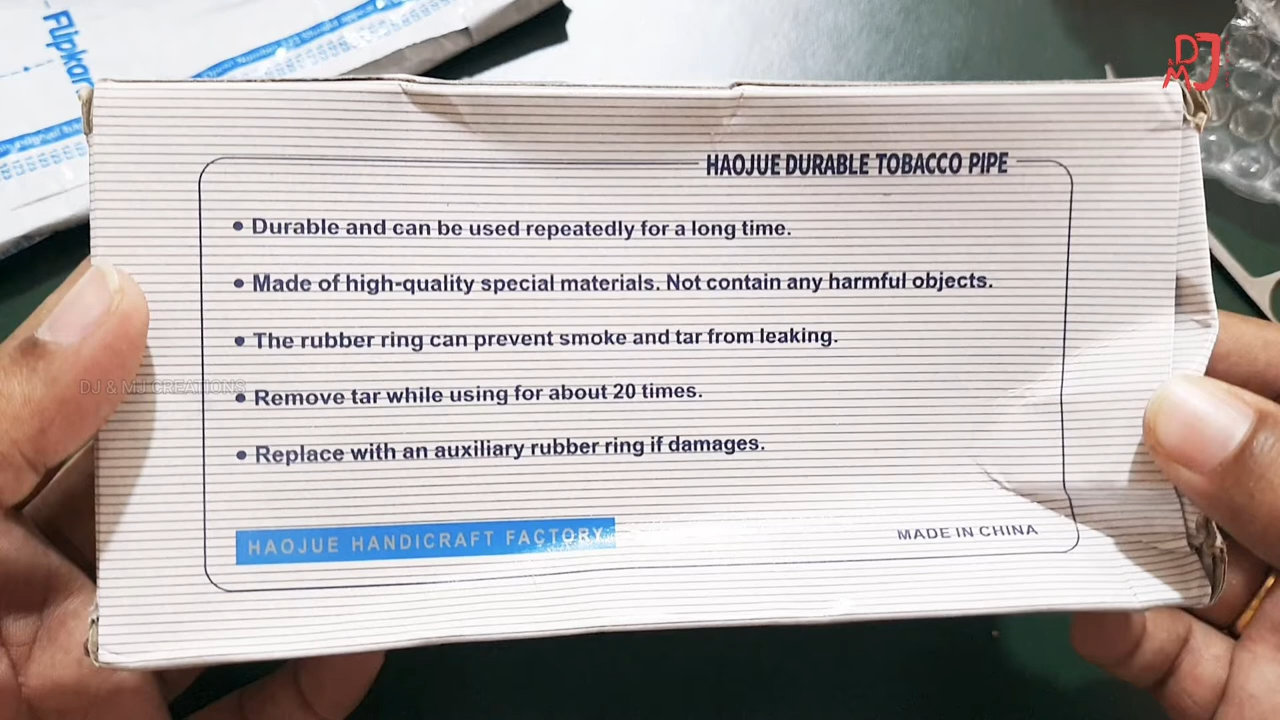 Flipkar
DJ
& M
HAOJUE DURABLE TOBACCO PIPE
• Durable and can be used repeatedly for a long time.
• Made of high-quality special materials. Not contain any harmful objects.
• The rubber ring can prevent smoke and tar from leaking.
DJ & MJ CREATIONS
• Remove tar while using for about 20 times.
• Replace with an auxiliary rubber ring if damages.
HAOJUE HANDICRAFT FACTORY
MADE IN CHINA